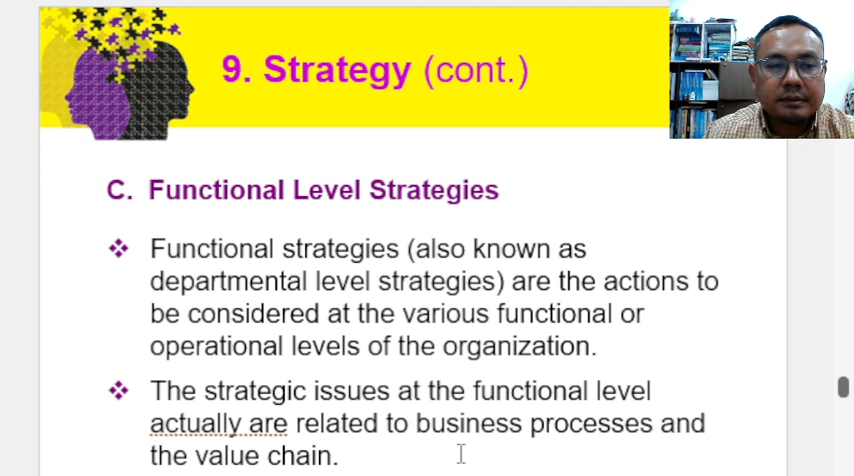 9. Strategy (cont.)
C. Functional Level Strategies
Functional strategies (also known as
departmental level strategies) are the actions to
be considered at the various functional or
operational levels of the organization.
The strategic issues at the functional level
actually are related to business processes and
the value chain.